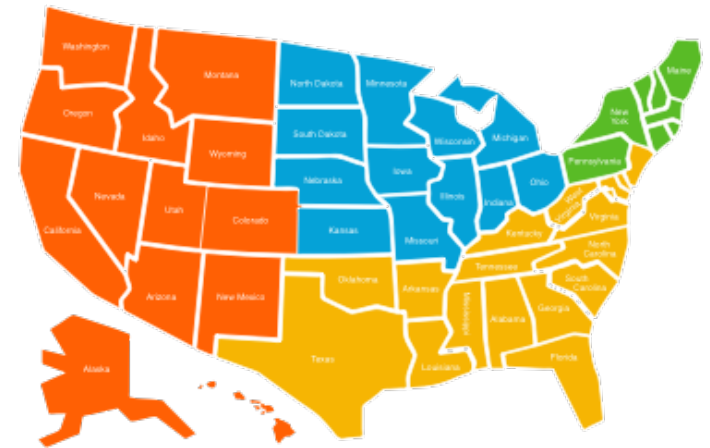 Washington
Montana
North Dakota
Minnesota
Maine
Oregon
Idaho
South Dakota
Wisconsin
Michigan
New
York
Wyoming
Pennsylvania
Nebraska
Iowa
Nevada
Utah
Colorado
Illinois
Indiana
Ohio
West
Virginia
Virginia
California
Kansas
Missouri
Kentucky
North
Carolina
Tennessee
Arizona
New Mexico
Oklahoma
Arkansas
South
Carolina
Mississippi
Alabama
Georgia
Texas
Louisiana
Florida
Alaska